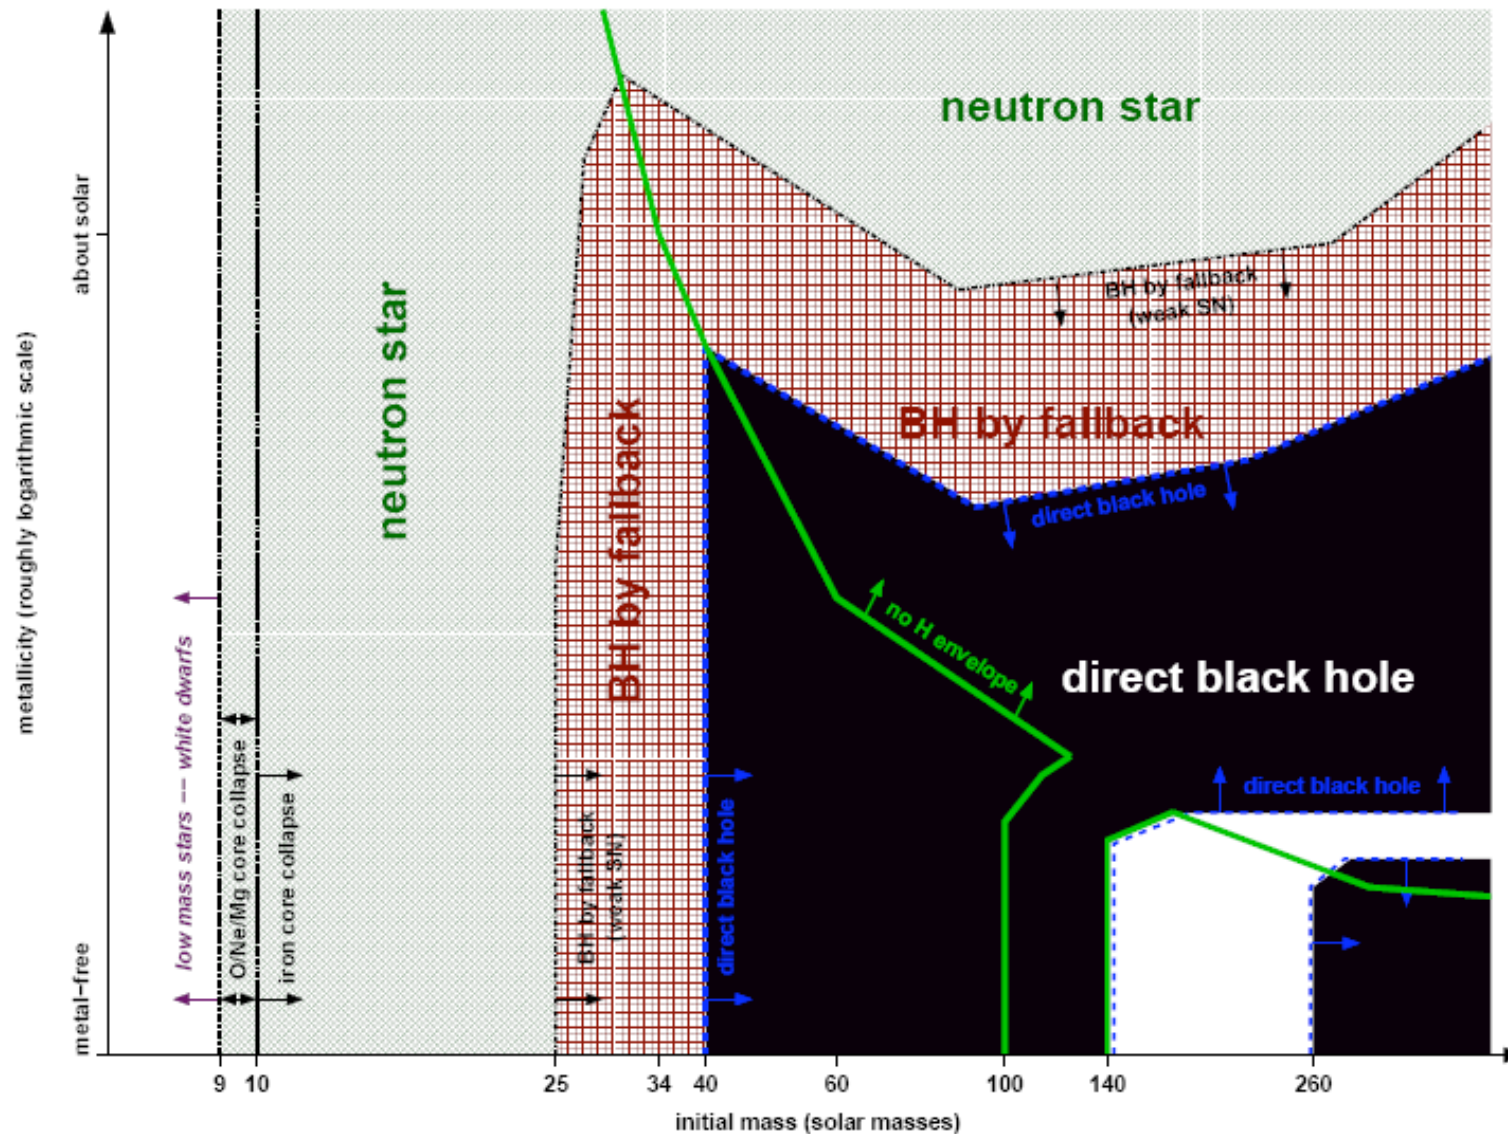 neutron star
about solar
BH by fallback
(weak SN)
neutron star
metallicity (roughly logarithmic scale)
BH by fallback
BH by fallback
direct black hole
no H envelope
direct black hole
low mass stars –– white dwarfs
O/Ne/Mg core collapse
iron core collapse
BH by fallback
(weak SN)
direct black hole
direct black hole
metal–free
9 10 25 34 40 60 100 140 260
initial mass (solar masses)